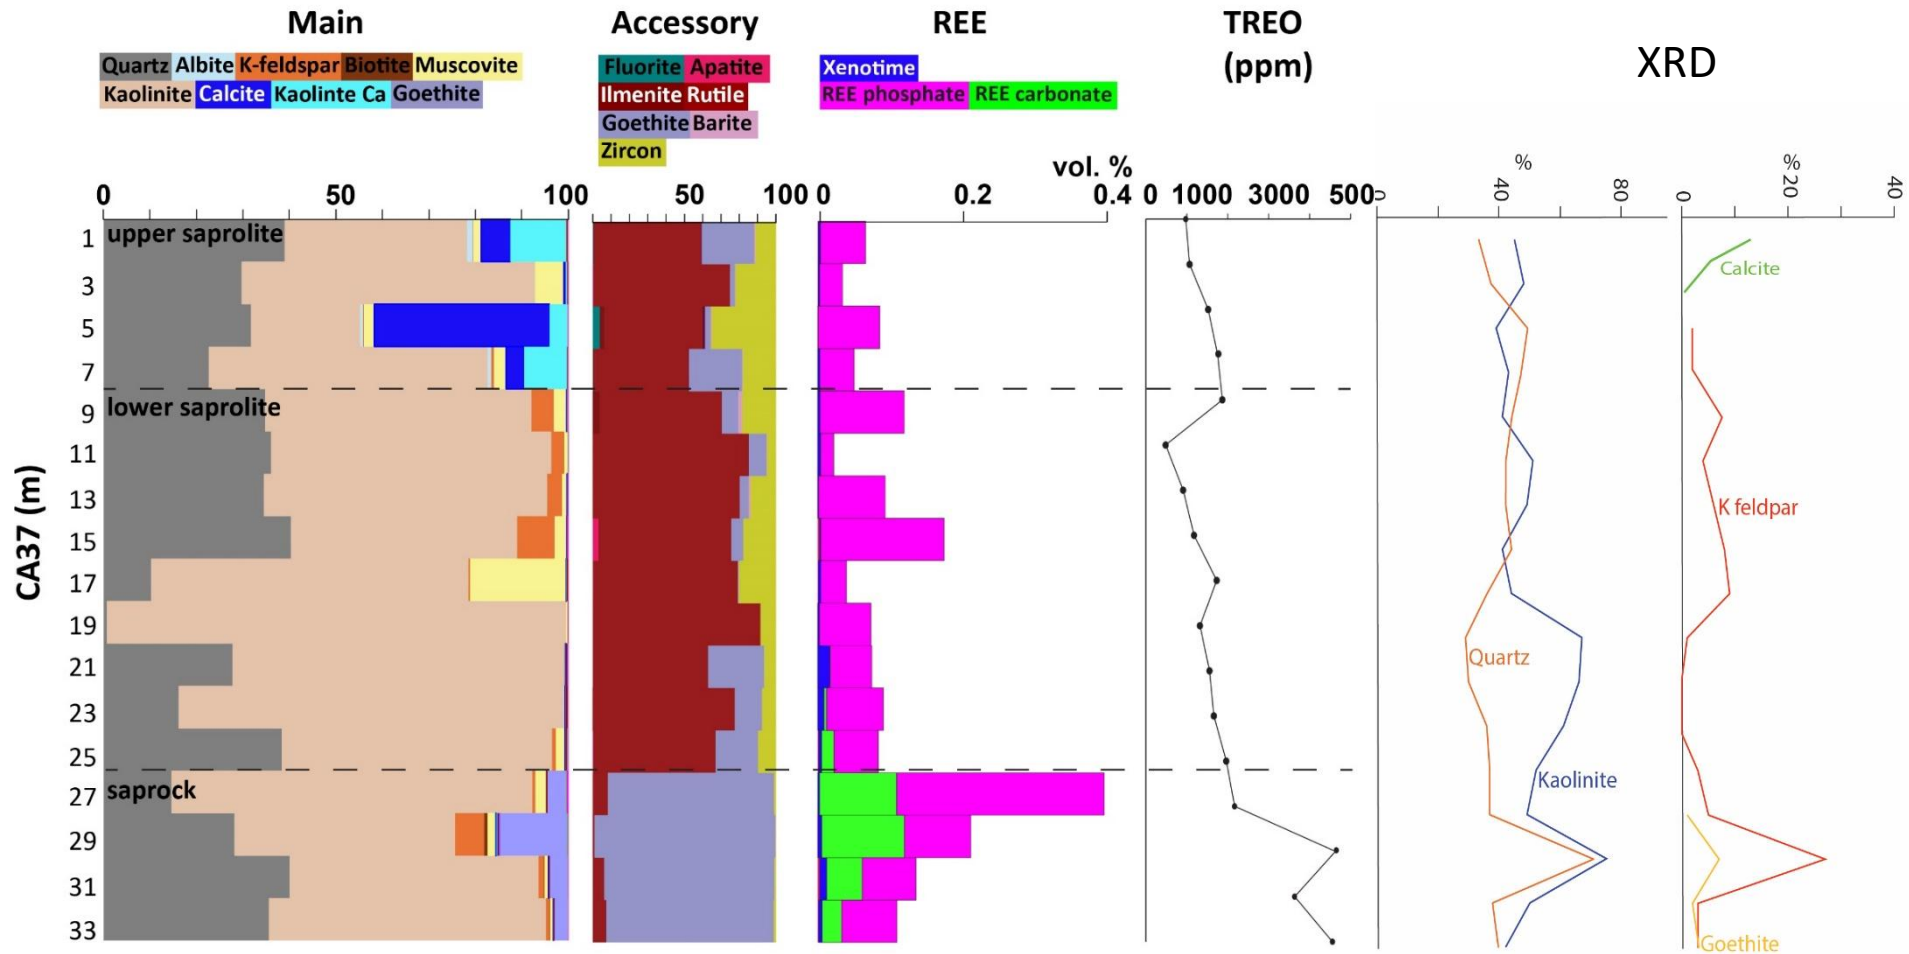 Main
Accessory
REE
TREO
(ppm)
XRD
Quartz Albite K-feldspar Biotite Muscovite
Kaolinite Calcite Kaolinte Ca Goethite
Fluorite Apatite
Ilmenite Rutile
Goethite Barite
Zircon
Xenotime
REE phosphate REE carbonate
vol. %
% %
0 50 100
0 50 100
0 0.2 0.4
0 1000 3000 500
0 40 80
0 20 40
CA37 (m)
1 upper saprolite
3
5
7
9 lower saprolite
11
13
15
17
19
21
23
25
27 saprock
29
31
33
Calcite
K feldpar
Quartz
Kaolinite
Goethite